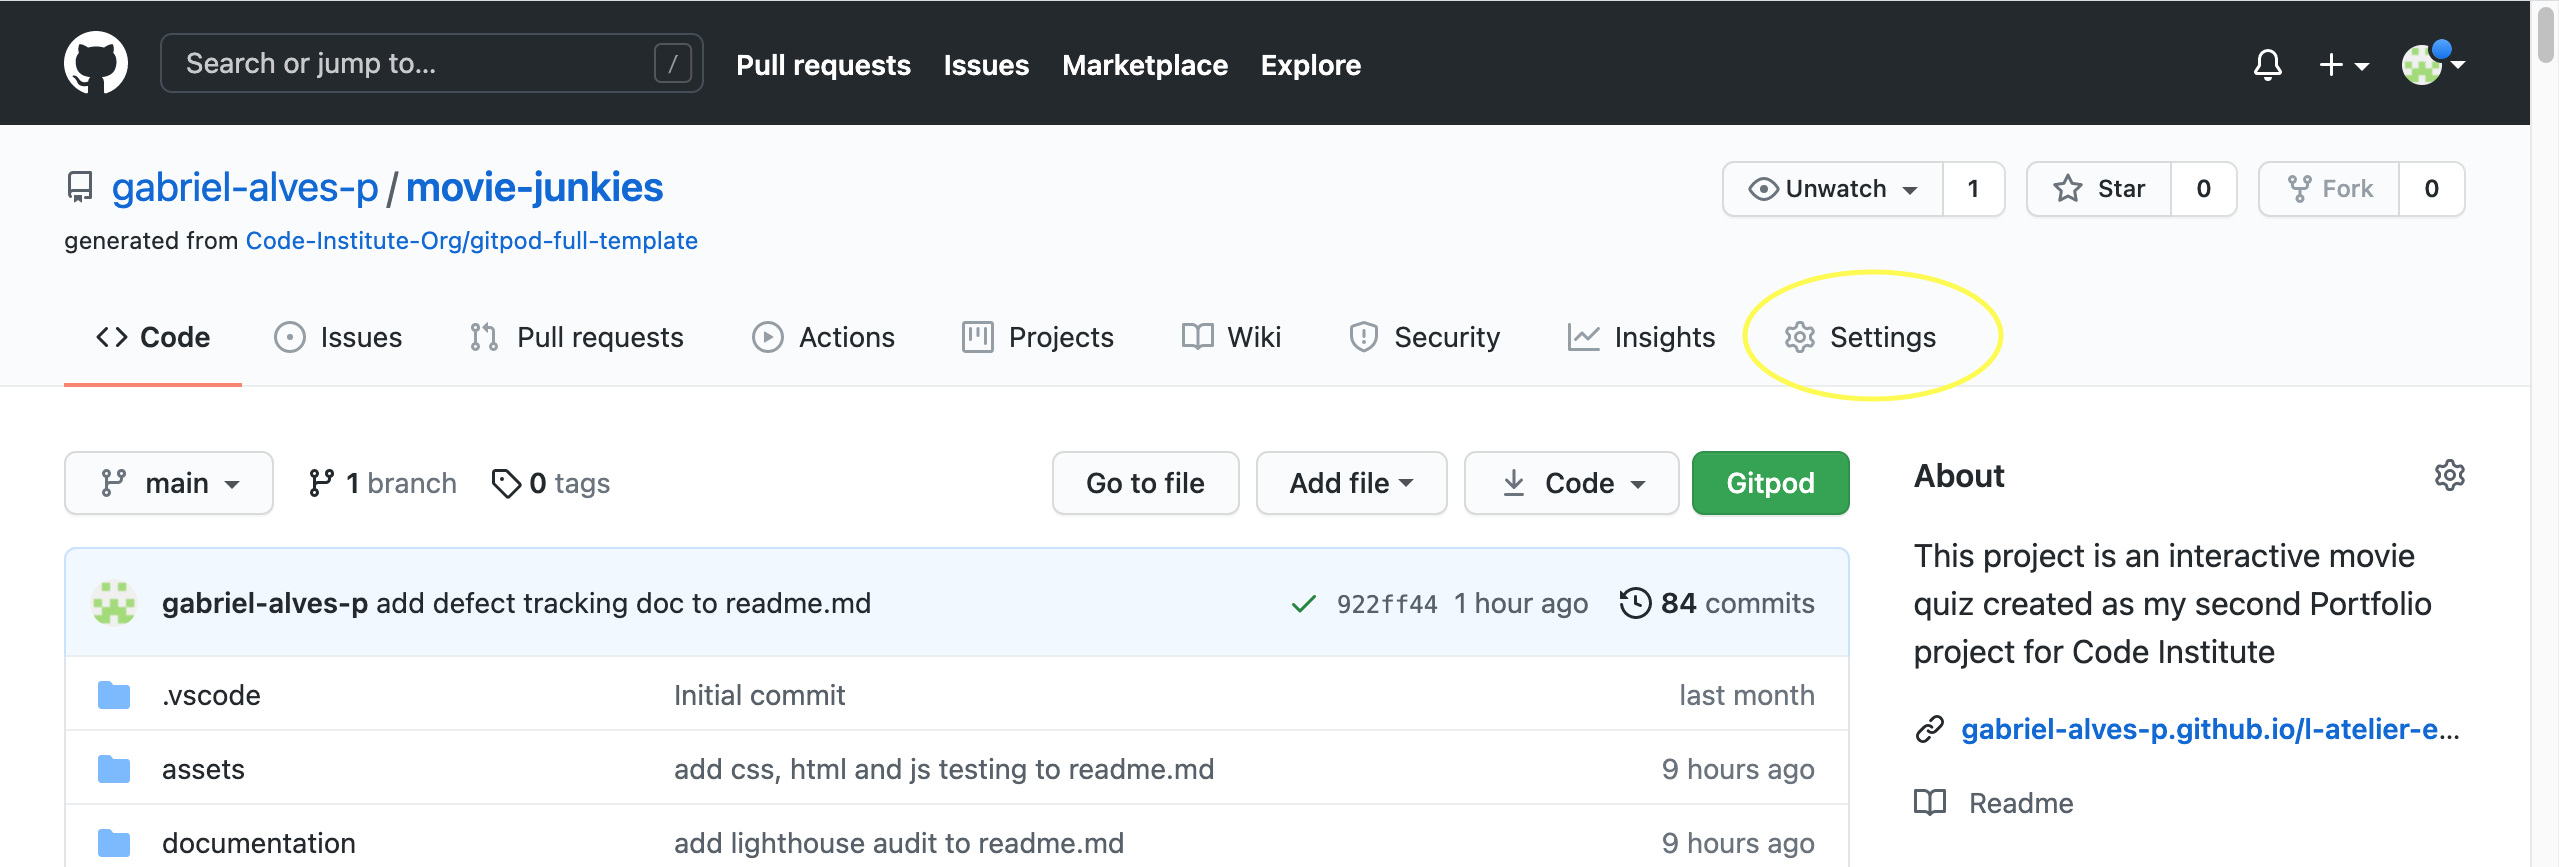 Search or jump to... /
Pull requests Issues Marketplace Explore
gabriel-alves-p / movie-junkies
Unwatch 1 Star 0 Fork 0
generated from Code-Institute-Org/gitpod-full-template
Code Issues Pull requests Actions Projects Wiki Security Insights Settings
main 1 branch 0 tags Go to file Add file Code Gitpod
gabriel-alves-p add defect tracking doc to readme.md 922ff44 1 hour ago 84 commits
.vscode Initial commit last month
assets add css, html and js testing to readme.md 9 hours ago
documentation add lighthouse audit to readme.md 9 hours ago
About
This project is an interactive movie
quiz created as my second Portfolio
project for Code Institute
gabriel-alves-p.github.io/l-atelier-e...
Readme